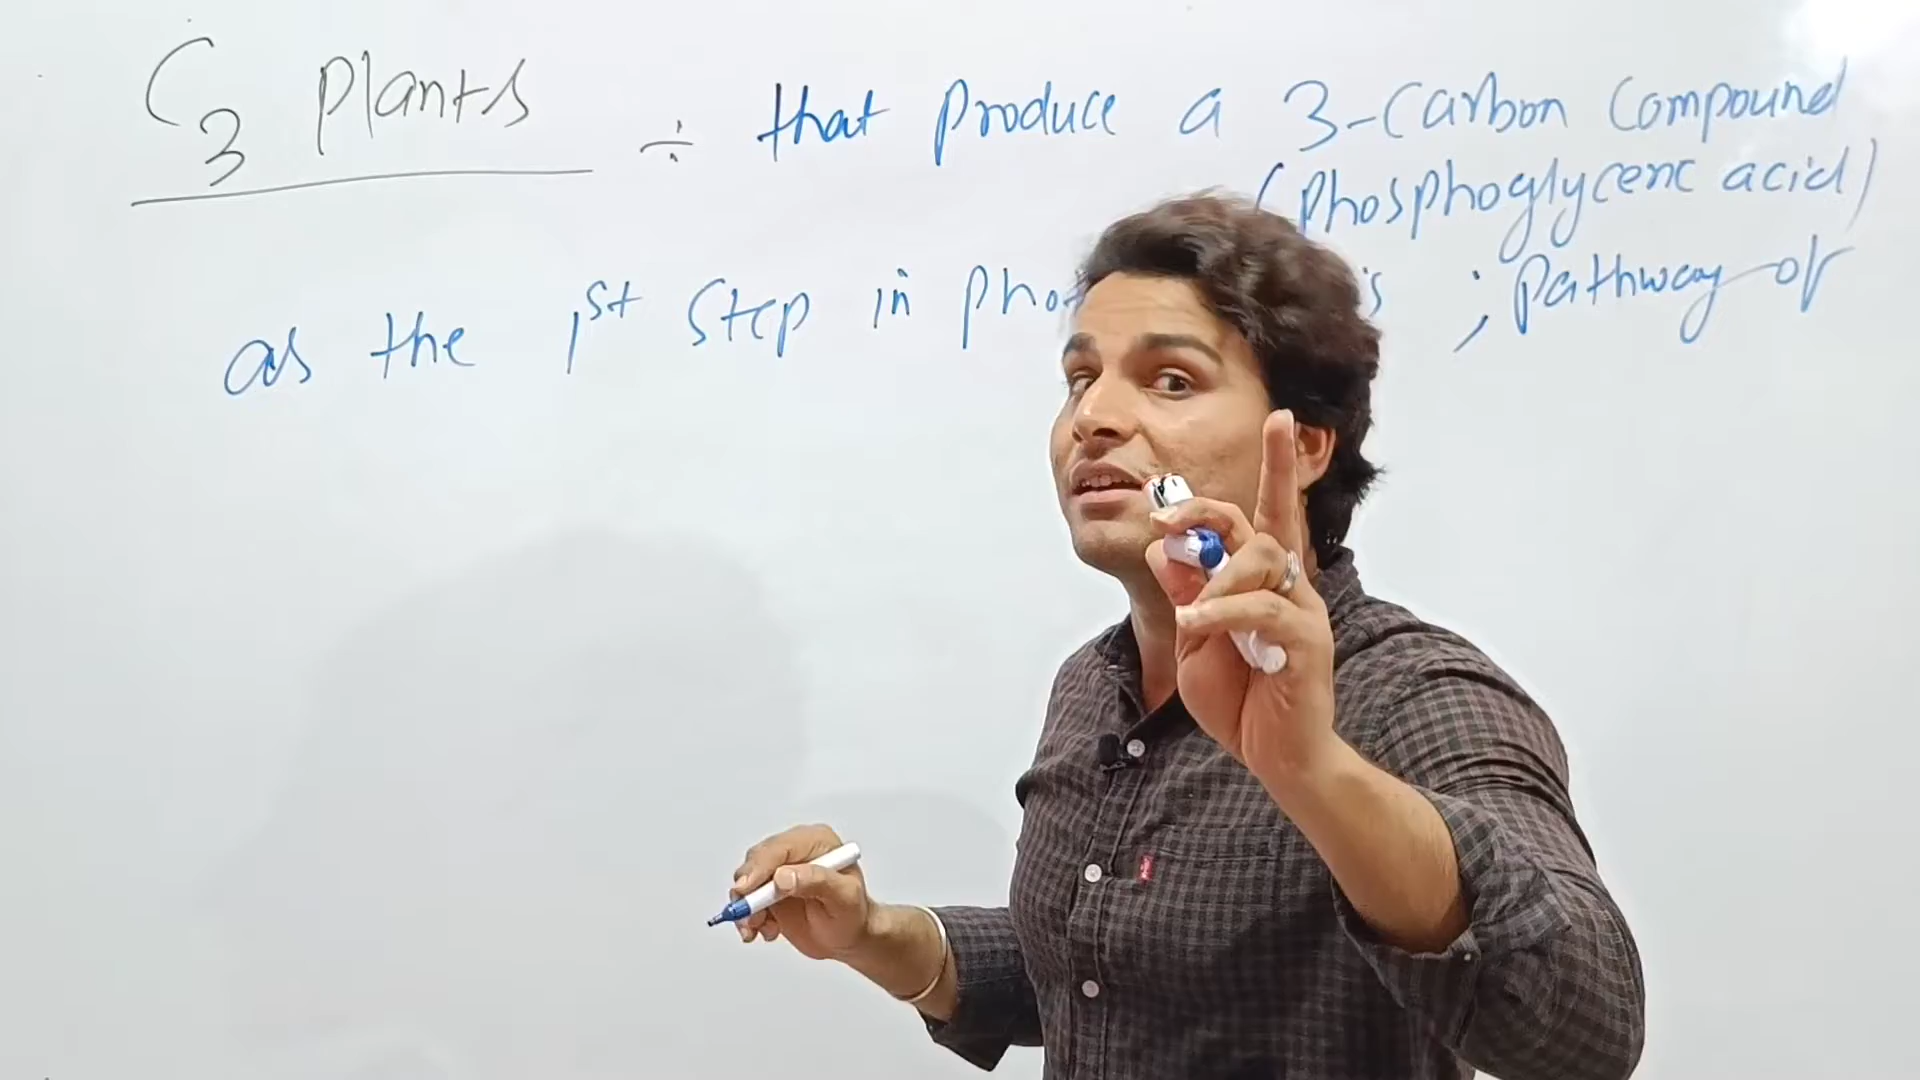 C3 Plants ÷ that produce a 3-Carbon Compound
(Phosphoglyceric acid)
as the 1st Step in Pho s ; Pathway of